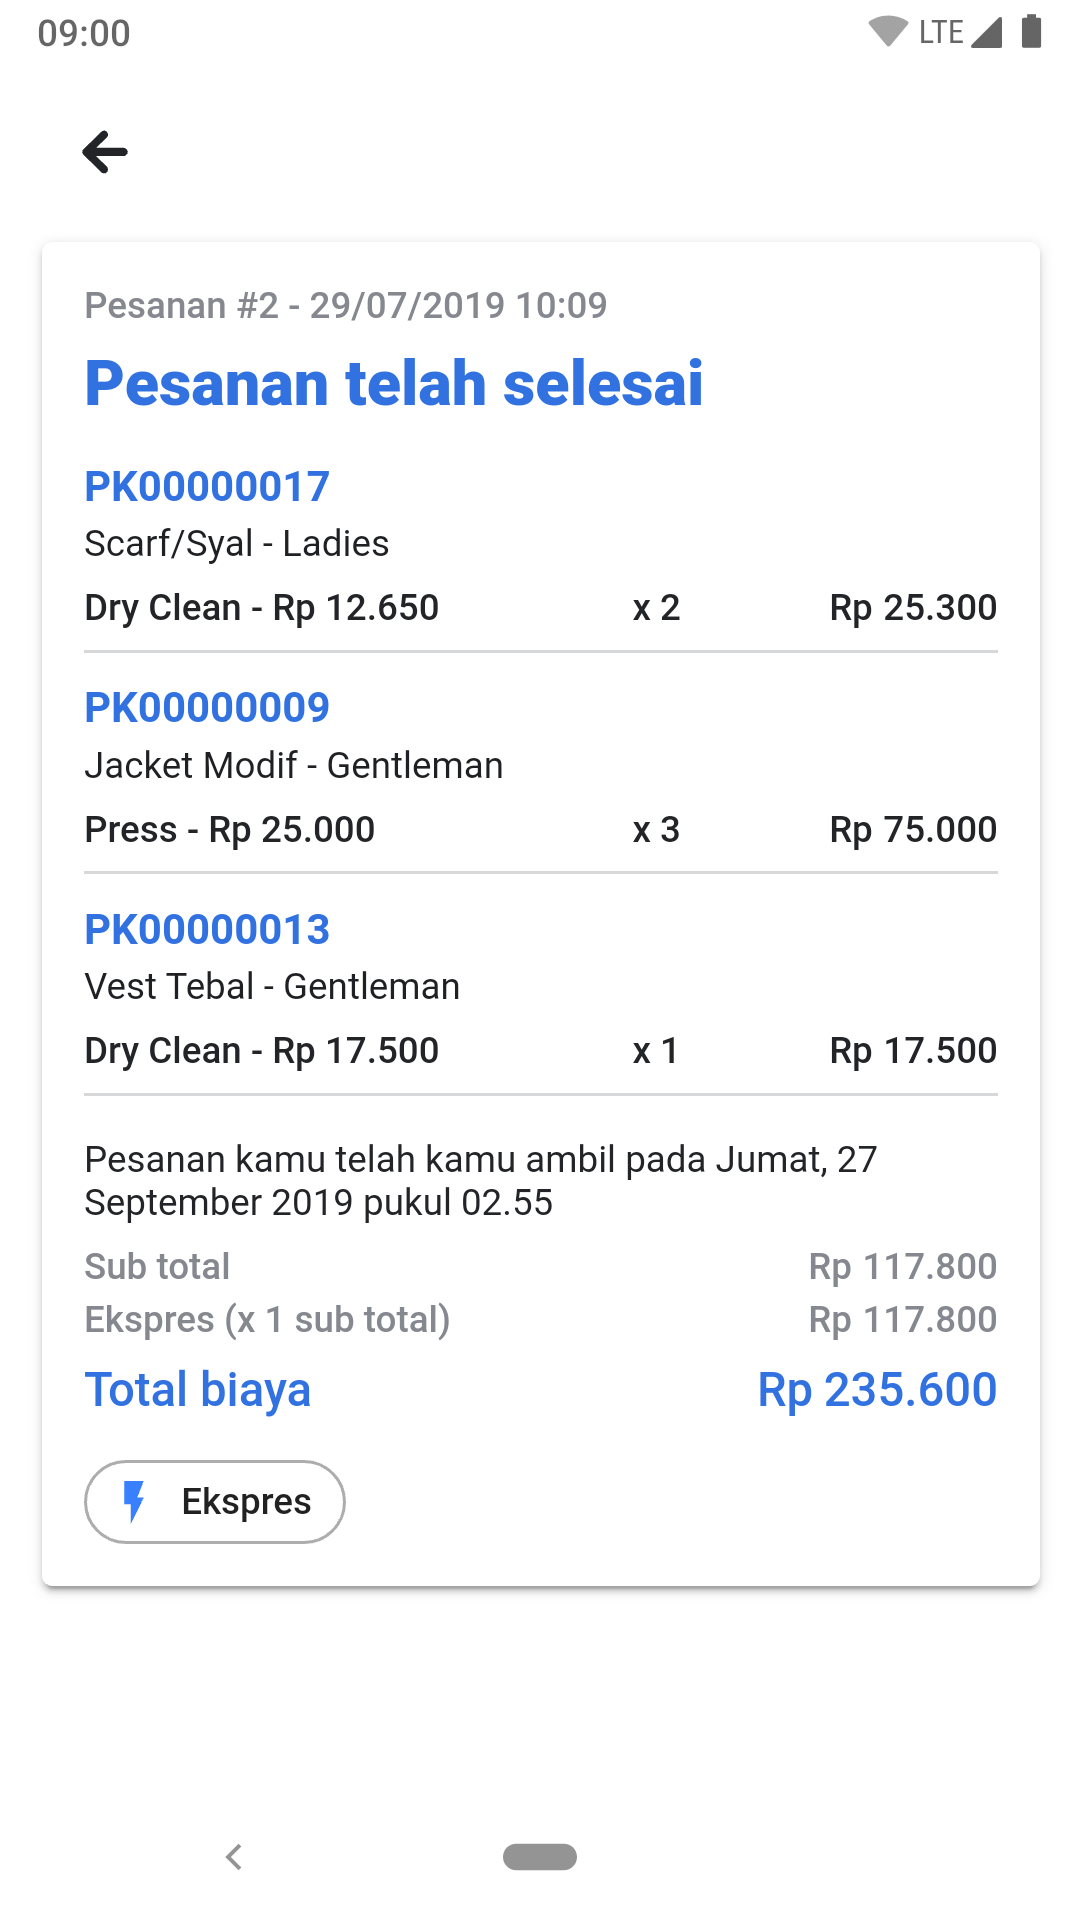 09:00
LTE
Pesanan #2 - 29/07/2019 10:09
Pesanan telah selesai
PK00000017
Scarf/Syal - Ladies
Dry Clean - Rp 12.650 x 2 Rp 25.300
PK00000009
Jacket Modif - Gentleman
Press - Rp 25.000 x 3 Rp 75.000
PK00000013
Vest Tebal - Gentleman
Dry Clean - Rp 17.500 x 1 Rp 17.500
Pesanan kamu telah kamu ambil pada Jumat, 27
September 2019 pukul 02.55
Sub total Rp 117.800
Ekspres (x 1 sub total) Rp 117.800
Total biaya Rp 235.600
Ekspres